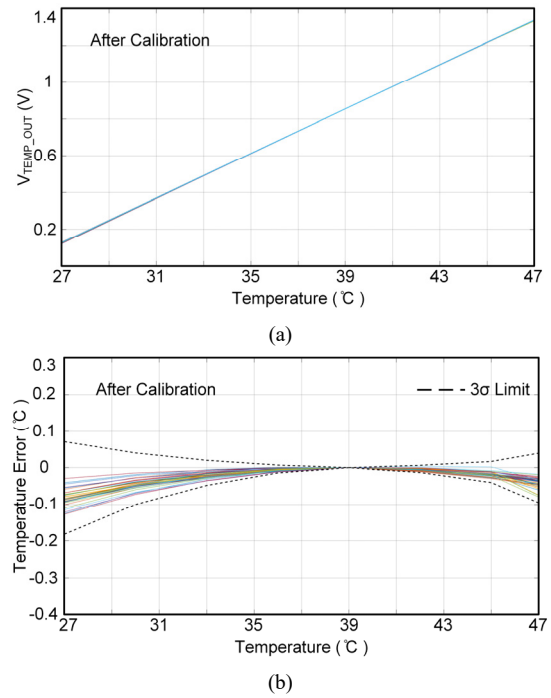 1.4
After Calibration
1
0.6
0.2
V_TEMP_OUT (V)
27 31 35 39 43 47
Temperature (℃)
(a)
0.3
After Calibration
3σ Limit
0.2
0.1
0
-0.1
-0.2
-0.3
-0.4
Temperature Error (℃)
27 31 35 39 43 47
Temperature (℃)
(b)